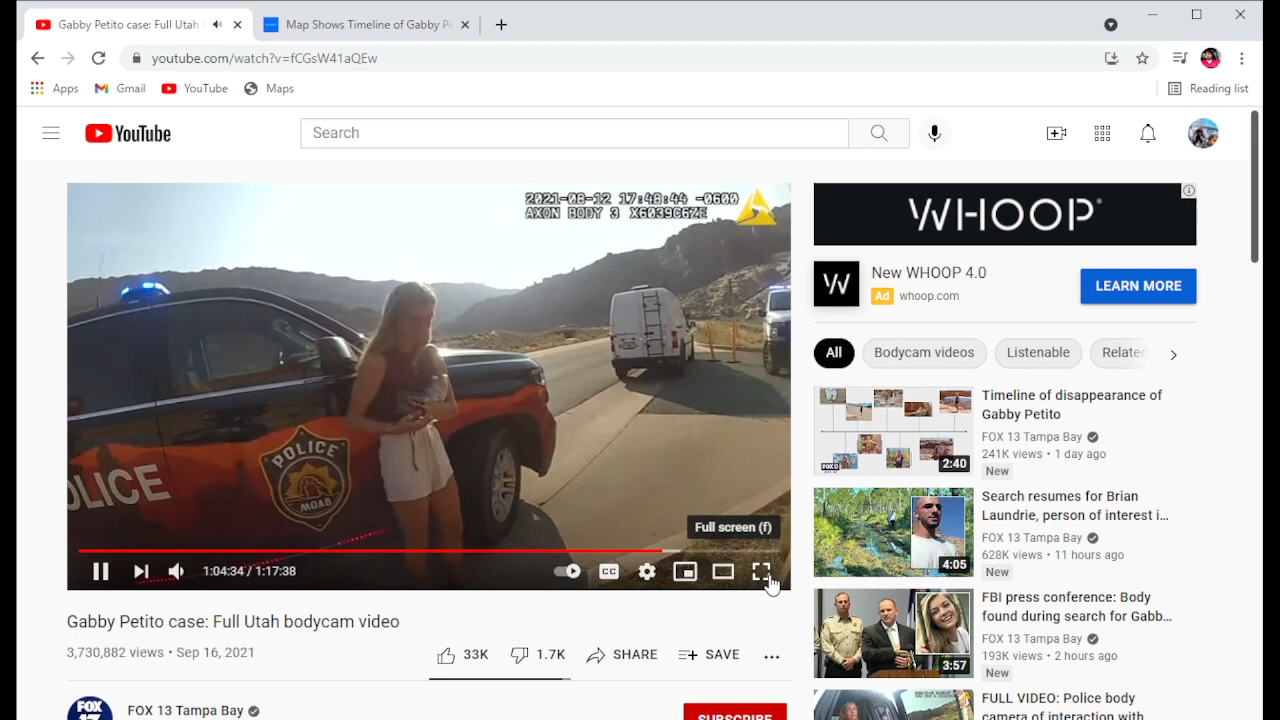 Gabby Petito case: Full Utah
Map Shows Timeline of Gabby Pe
youtube.com/watch?v=fCGsW41aQEw
Apps
Gmail
YouTube
Maps
Reading list
YouTube
Search
2021-08-12 17:48:44 -0600
AXON BODY 3 X6039C6ZE
POLICE
POLICE
MOAB
Full screen (f)
1:04:34 / 1:17:38
CC
Gabby Petito case: Full Utah bodycam video
3,730,882 views • Sep 16, 2021
33K
1.7K
SHARE
SAVE
FOX 13 Tampa Bay
SUBSCRIBE
FOX
WHOOP
New WHOOP 4.0
Ad whoop.com
LEARN MORE
All
Bodycam videos
Listenable
Related
Timeline of disappearance of
Gabby Petito
FOX 13 Tampa Bay
241K views • 1 day ago
New
2:40
Search resumes for Brian
Laundrie, person of interest i...
FOX 13 Tampa Bay
628K views • 11 hours ago
New
4:05
FBI press conference: Body
found during search for Gabb...
FOX 13 Tampa Bay
193K views • 2 hours ago
New
3:57
FULL VIDEO: Police body
camera of interaction with